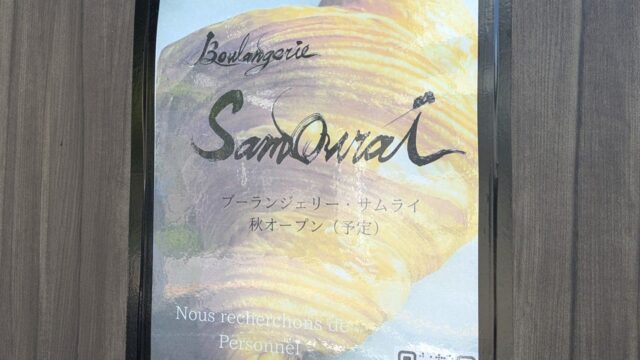 Boulangerie
Samouraï
ブーランジェリー・サムライ
秋オープン（予定）
Nous recherchons de
Personnel